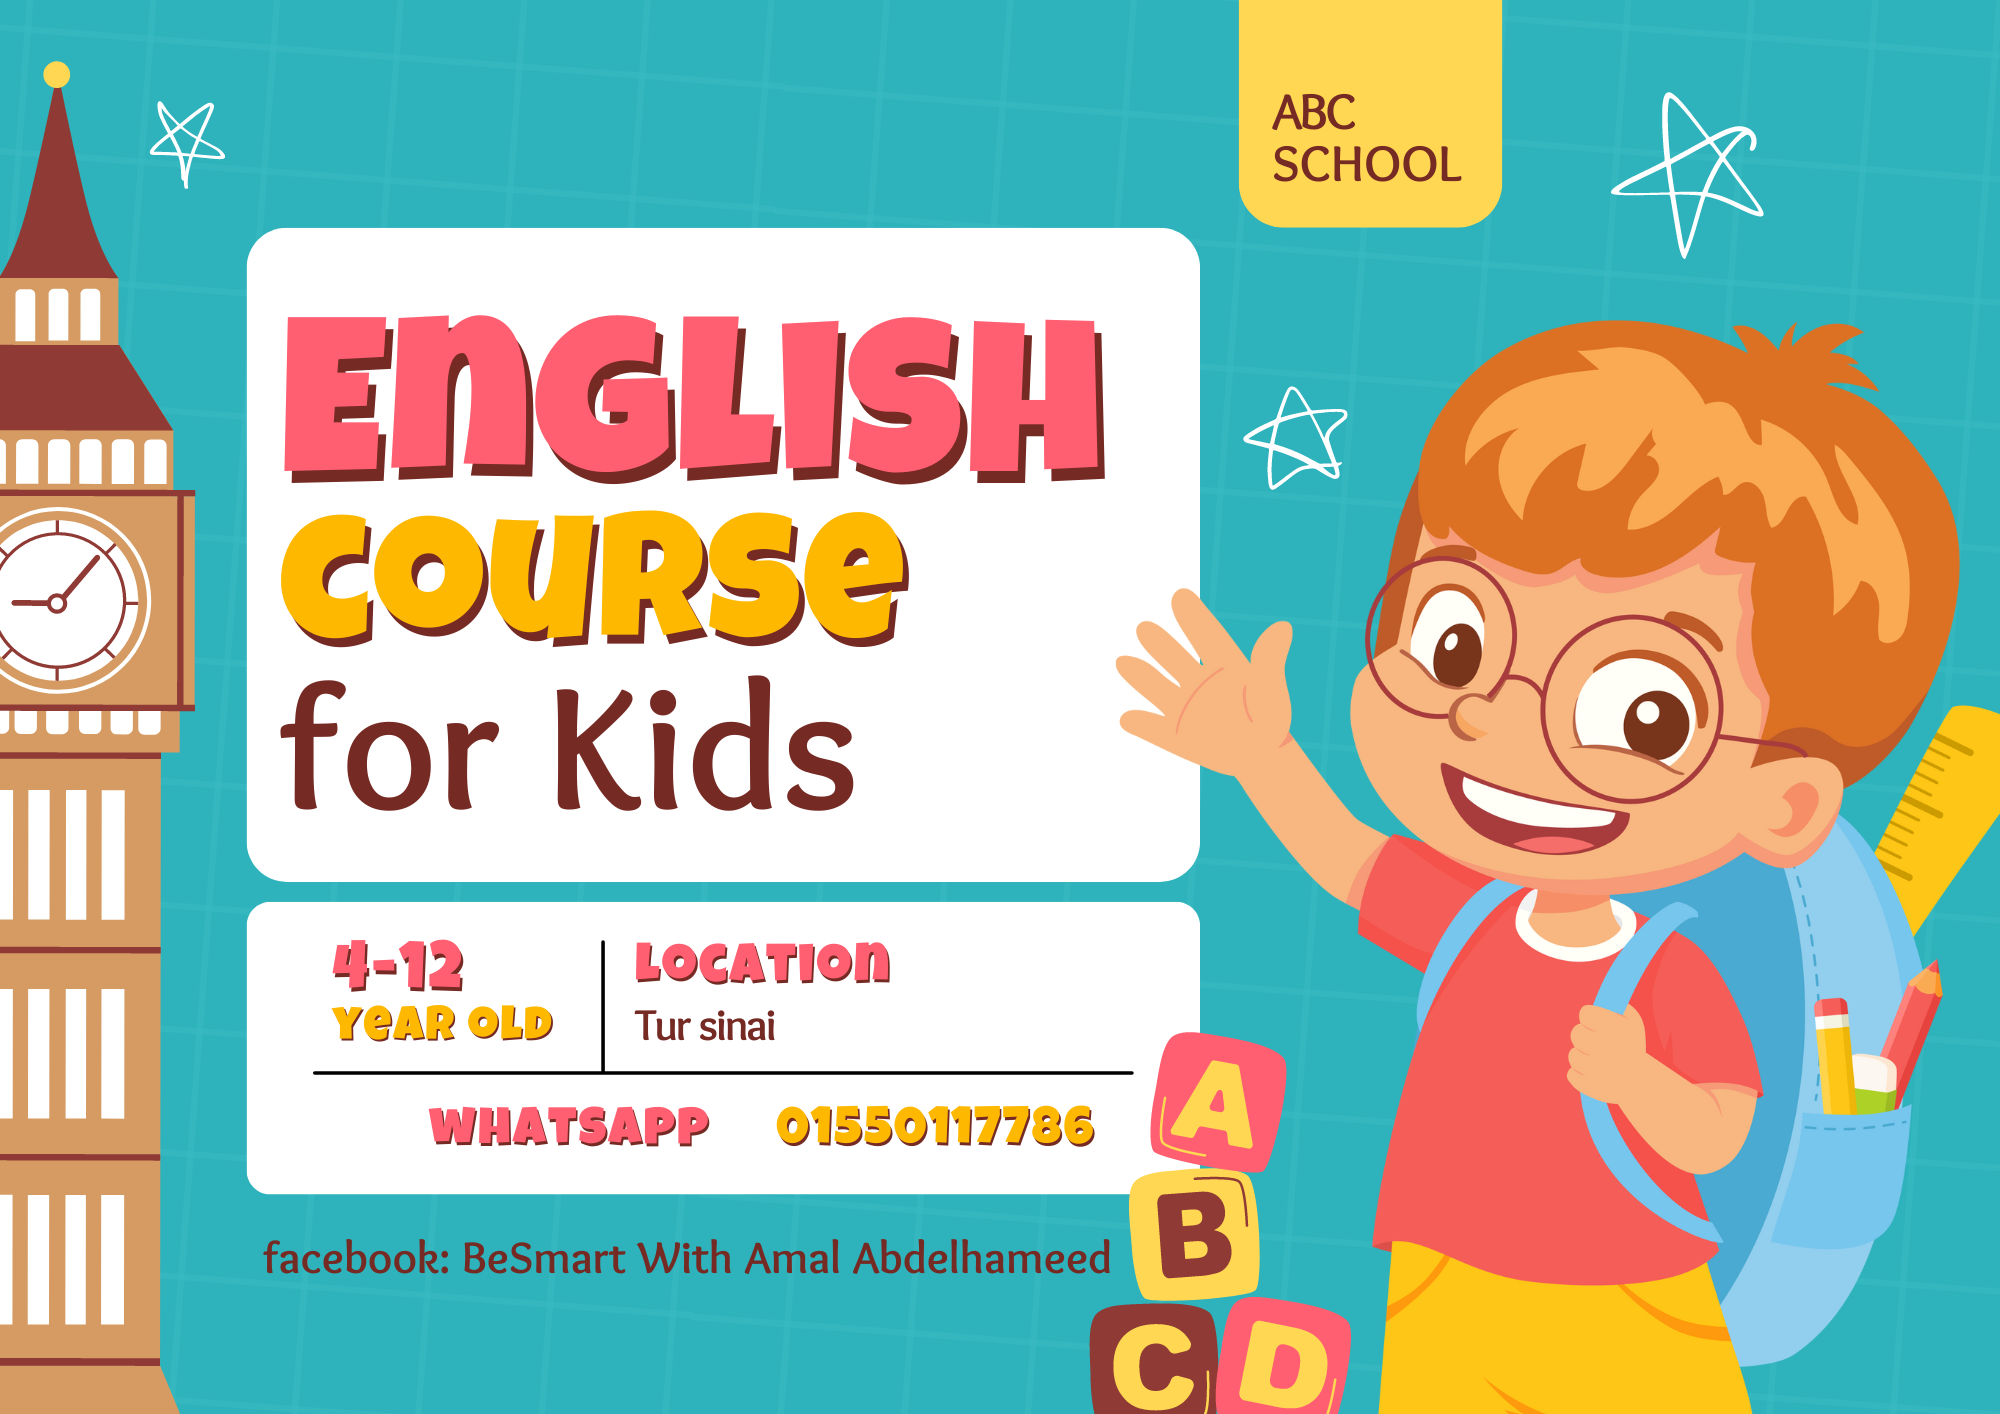 ABC
SCHOOL
EnGLISH
COURSe
for Kids
4-12
YeAR OLD
LOCATIOn
Tur sinai
WHATSAPP 01550117786
facebook: BeSmart With Amal Abdelhameed
A
B
C D